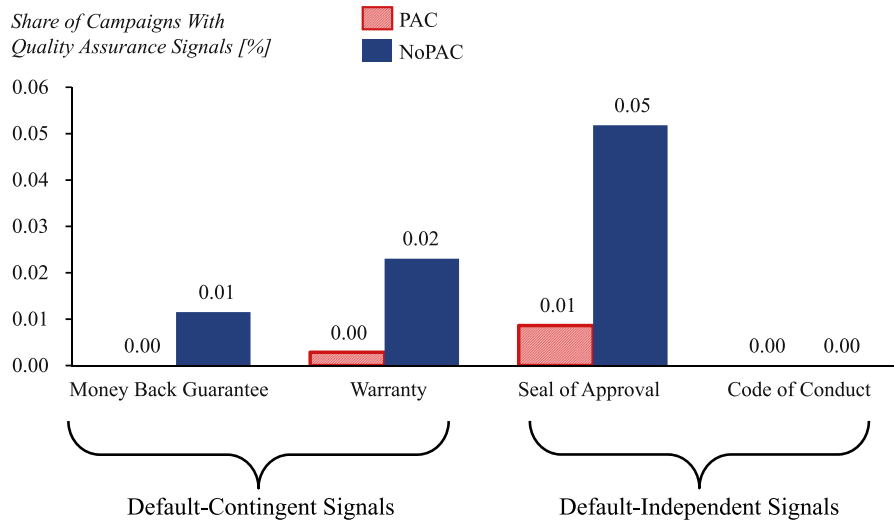 Share of Campaigns With
Quality Assurance Signals [%]
PAC
NoPAC
0.06
0.05
0.04
0.03
0.02
0.01
0.00
0.00
0.01
0.00
0.02
0.01
0.05
0.00
0.00
Money Back Guarantee
Warranty
Seal of Approval
Code of Conduct
Default-Contingent Signals
Default-Independent Signals